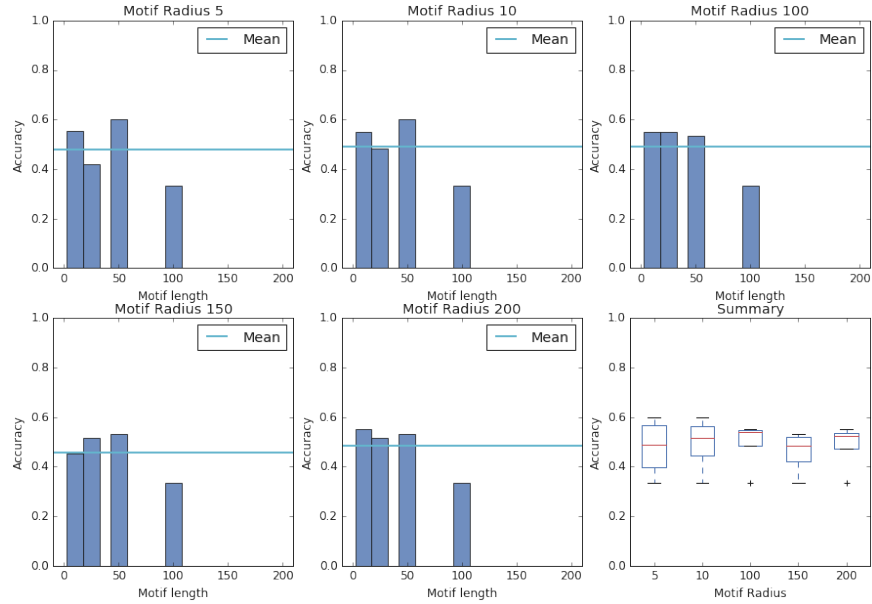 Motif Radius 5
Mean
Accuracy
1.0
0.8
0.6
0.4
0.2
0.0
0 50 100 150 200
Motif length
Motif Radius 10
Mean
Accuracy
1.0
0.8
0.6
0.4
0.2
0.0
0 50 100 150 200
Motif length
Motif Radius 100
Mean
Accuracy
1.0
0.8
0.6
0.4
0.2
0.0
0 50 100 150 200
Motif length
Motif Radius 150
Mean
Accuracy
1.0
0.8
0.6
0.4
0.2
0.0
0 50 100 150 200
Motif length
Motif Radius 200
Mean
Accuracy
1.0
0.8
0.6
0.4
0.2
0.0
0 50 100 150 200
Motif length
Summary
Accuracy
1.0
0.8
0.6
0.4
0.2
0.0
5 10 100 150 200
Motif Radius